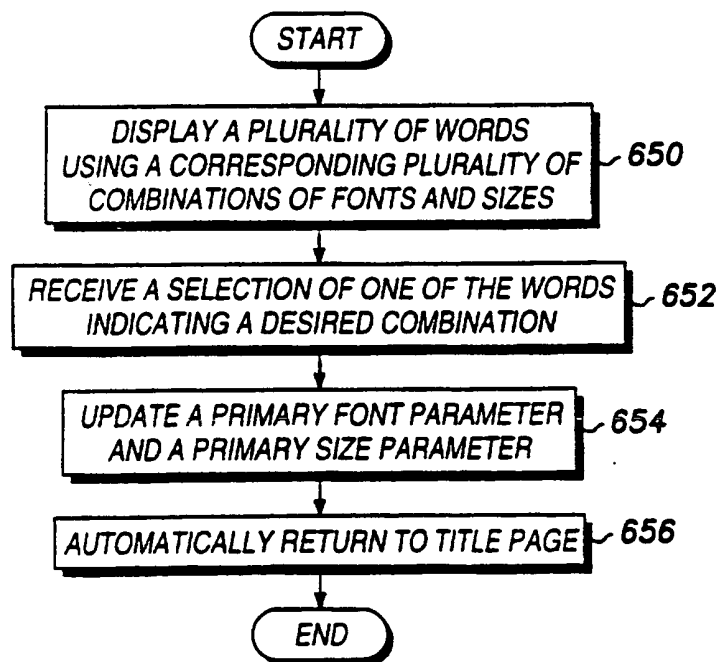 START
DISPLAY A PLURALITY OF WORDS
USING A CORRESPONDING PLURALITY OF
COMBINATIONS OF FONTS AND SIZES
650
RECEIVE A SELECTION OF ONE OF THE WORDS
INDICATING A DESIRED COMBINATION
652
UPDATE A PRIMARY FONT PARAMETER
AND A PRIMARY SIZE PARAMETER
654
AUTOMATICALLY RETURN TO TITLE PAGE
656
END